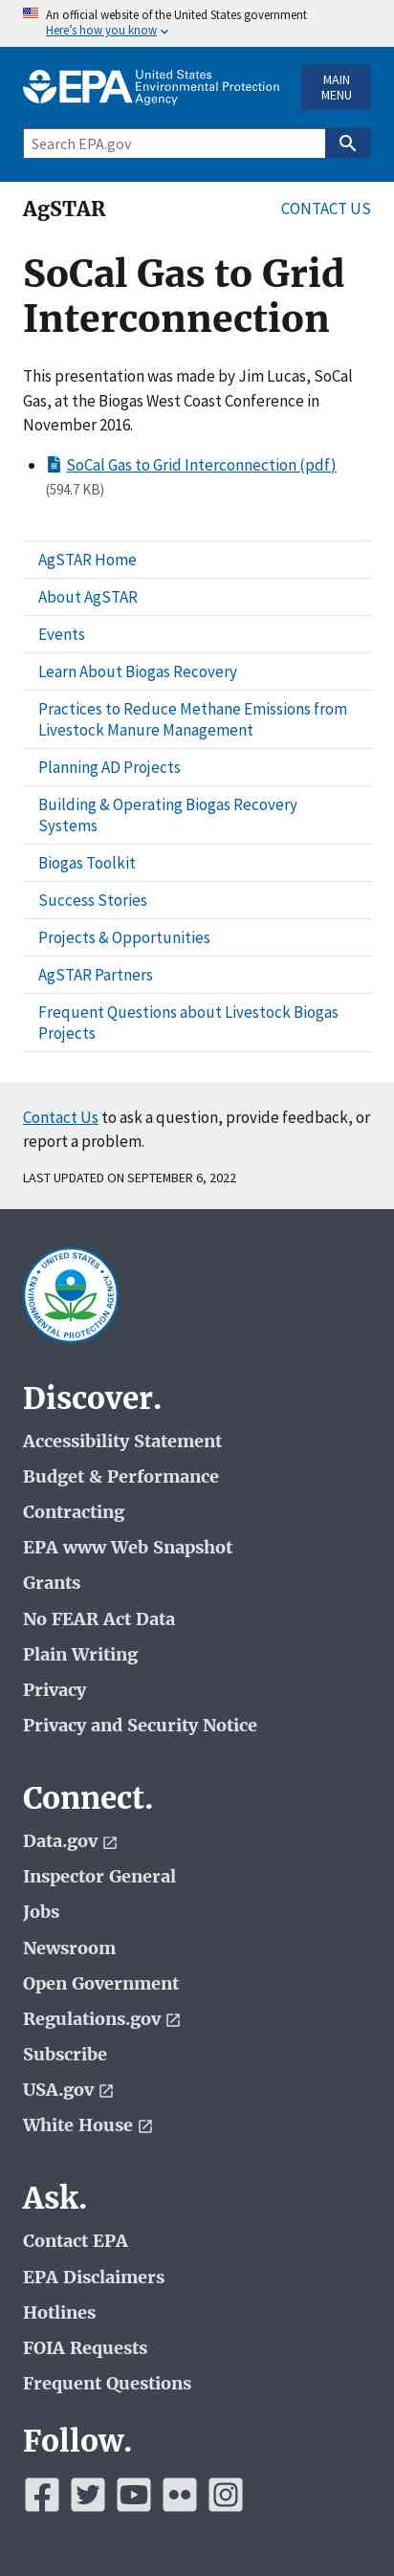 An official website of the United States government
Here's how you know
EPA United States
Environmental Protection
Agency
MAIN
MENU
Search EPA.gov
AgSTAR
CONTACT US
SoCal Gas to Grid
Interconnection
This presentation was made by Jim Lucas, SoCal
Gas, at the Biogas West Coast Conference in
November 2016.
SoCal Gas to Grid Interconnection (pdf)
(594.7 KB)
AgSTAR Home
About AgSTAR
Events
Learn About Biogas Recovery
Practices to Reduce Methane Emissions from
Livestock Manure Management
Planning AD Projects
Building & Operating Biogas Recovery
Systems
Biogas Toolkit
Success Stories
Projects & Opportunities
AgSTAR Partners
Frequent Questions about Livestock Biogas
Projects
Contact Us to ask a question, provide feedback, or
report a problem.
LAST UPDATED ON SEPTEMBER 6, 2022
UNITED STATES
ENVIRONMENTAL PROTECTION AGENCY
Discover.
Accessibility Statement
Budget & Performance
Contracting
EPA www Web Snapshot
Grants
No FEAR Act Data
Plain Writing
Privacy
Privacy and Security Notice
Connect.
Data.gov
Inspector General
Jobs
Newsroom
Open Government
Regulations.gov
Subscribe
USA.gov
White House
Ask.
Contact EPA
EPA Disclaimers
Hotlines
FOIA Requests
Frequent Questions
Follow.